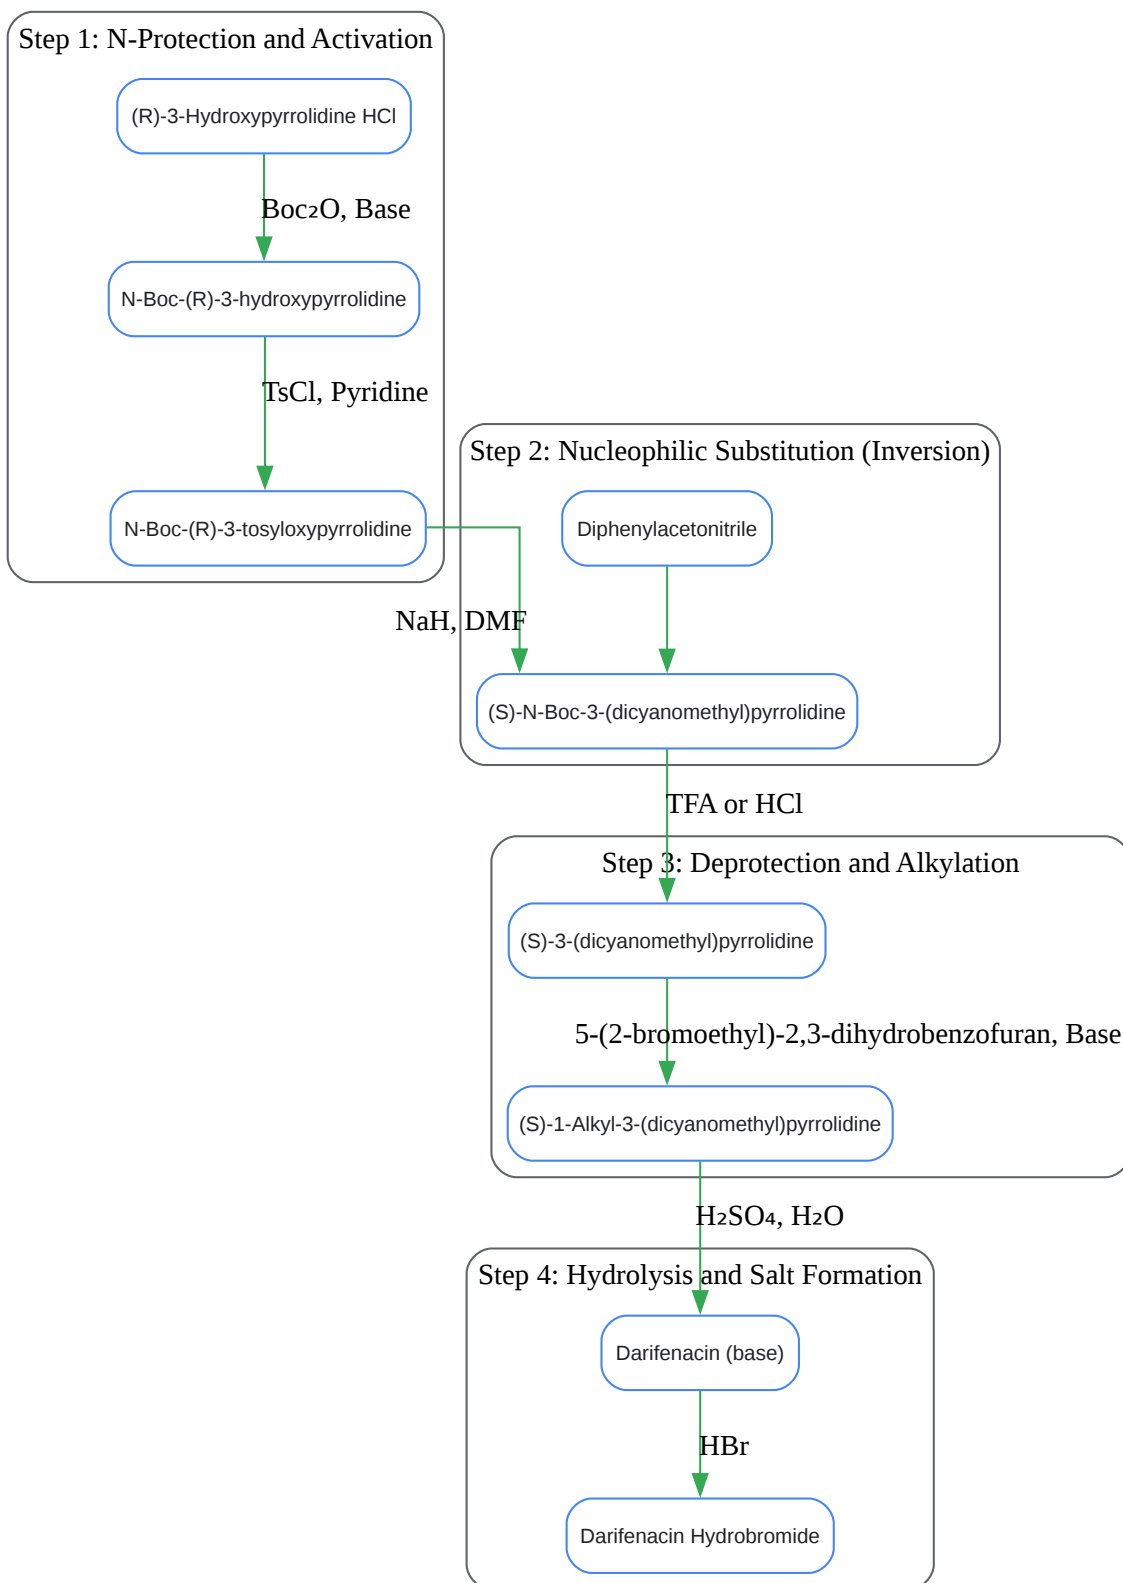 Step 1: N-Protection and Activation
(R)-3-Hydroxypyrrolidine HCl
Boc₂O, Base
N-Boc-(R)-3-hydroxypyrrolidine
TsCl, Pyridine
N-Boc-(R)-3-tosyloxypyrrolidine
Step 2: Nucleophilic Substitution (Inversion)
Diphenylacetonitrile
NaH, DMF
(S)-N-Boc-3-(dicyanomethyl)pyrrolidine
TFA or HCl
Step 3: Deprotection and Alkylation
(S)-3-(dicyanomethyl)pyrrolidine
5-(2-bromoethyl)-2,3-dihydrobenzofuran, Base
(S)-1-Alkyl-3-(dicyanomethyl)pyrrolidine
H₂SO₄, H₂O
Step 4: Hydrolysis and Salt Formation
Darifenacin (base)
HBr
Darifenacin Hydrobromide